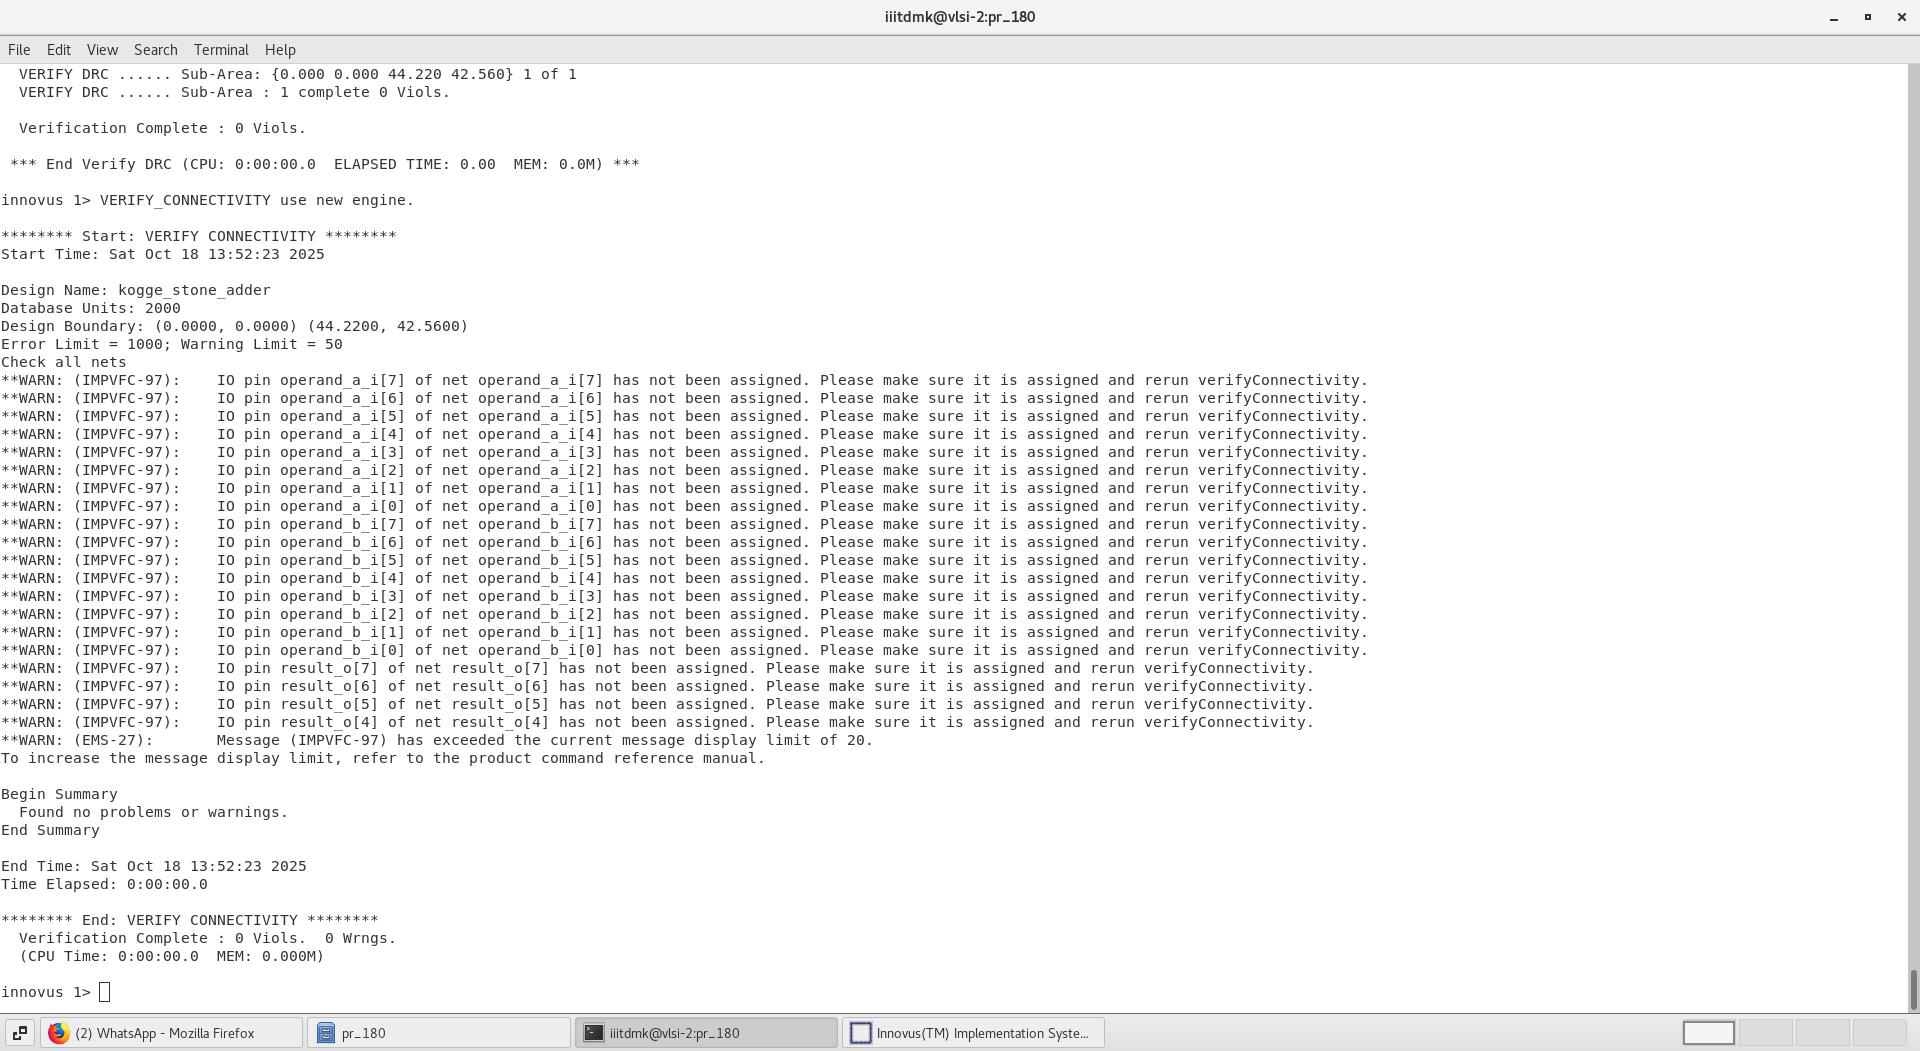 iiitdmk@vlsi-2:pr_180
File Edit View Search Terminal Help
VERIFY DRC ...... Sub-Area: {0.000 0.000 44.220 42.560} 1 of 1
VERIFY DRC ...... Sub-Area : 1 complete 0 Viols.
Verification Complete : 0 Viols.
*** End Verify DRC (CPU: 0:00:00.0  ELAPSED TIME: 0.00  MEM: 0.0M) ***
innovus 1> VERIFY_CONNECTIVITY use new engine.
******** Start: VERIFY CONNECTIVITY ********
Start Time: Sat Oct 18 13:52:23 2025
Design Name: kogge_stone_adder
Database Units: 2000
Design Boundary: (0.0000, 0.0000) (44.2200, 42.5600)
Error Limit = 1000; Warning Limit = 50
Check all nets
**WARN: (IMPVFC-97):    IO pin operand_a_i[7] of net operand_a_i[7] has not been assigned. Please make sure it is assigned and rerun verifyConnectivity.
**WARN: (IMPVFC-97):    IO pin operand_a_i[6] of net operand_a_i[6] has not been assigned. Please make sure it is assigned and rerun verifyConnectivity.
**WARN: (IMPVFC-97):    IO pin operand_a_i[5] of net operand_a_i[5] has not been assigned. Please make sure it is assigned and rerun verifyConnectivity.
**WARN: (IMPVFC-97):    IO pin operand_a_i[4] of net operand_a_i[4] has not been assigned. Please make sure it is assigned and rerun verifyConnectivity.
**WARN: (IMPVFC-97):    IO pin operand_a_i[3] of net operand_a_i[3] has not been assigned. Please make sure it is assigned and rerun verifyConnectivity.
**WARN: (IMPVFC-97):    IO pin operand_a_i[2] of net operand_a_i[2] has not been assigned. Please make sure it is assigned and rerun verifyConnectivity.
**WARN: (IMPVFC-97):    IO pin operand_a_i[1] of net operand_a_i[1] has not been assigned. Please make sure it is assigned and rerun verifyConnectivity.
**WARN: (IMPVFC-97):    IO pin operand_a_i[0] of net operand_a_i[0] has not been assigned. Please make sure it is assigned and rerun verifyConnectivity.
**WARN: (IMPVFC-97):    IO pin operand_b_i[7] of net operand_b_i[7] has not been assigned. Please make sure it is assigned and rerun verifyConnectivity.
**WARN: (IMPVFC-97):    IO pin operand_b_i[6] of net operand_b_i[6] has not been assigned. Please make sure it is assigned and rerun verifyConnectivity.
**WARN: (IMPVFC-97):    IO pin operand_b_i[5] of net operand_b_i[5] has not been assigned. Please make sure it is assigned and rerun verifyConnectivity.
**WARN: (IMPVFC-97):    IO pin operand_b_i[4] of net operand_b_i[4] has not been assigned. Please make sure it is assigned and rerun verifyConnectivity.
**WARN: (IMPVFC-97):    IO pin operand_b_i[3] of net operand_b_i[3] has not been assigned. Please make sure it is assigned and rerun verifyConnectivity.
**WARN: (IMPVFC-97):    IO pin operand_b_i[2] of net operand_b_i[2] has not been assigned. Please make sure it is assigned and rerun verifyConnectivity.
**WARN: (IMPVFC-97):    IO pin operand_b_i[1] of net operand_b_i[1] has not been assigned. Please make sure it is assigned and rerun verifyConnectivity.
**WARN: (IMPVFC-97):    IO pin operand_b_i[0] of net operand_b_i[0] has not been assigned. Please make sure it is assigned and rerun verifyConnectivity.
**WARN: (IMPVFC-97):    IO pin result_o[7] of net result_o[7] has not been assigned. Please make sure it is assigned and rerun verifyConnectivity.
**WARN: (IMPVFC-97):    IO pin result_o[6] of net result_o[6] has not been assigned. Please make sure it is assigned and rerun verifyConnectivity.
**WARN: (IMPVFC-97):    IO pin result_o[5] of net result_o[5] has not been assigned. Please make sure it is assigned and rerun verifyConnectivity.
**WARN: (IMPVFC-97):    IO pin result_o[4] of net result_o[4] has not been assigned. Please make sure it is assigned and rerun verifyConnectivity.
**WARN: (EMS-27):       Message (IMPVFC-97) has exceeded the current message display limit of 20.
To increase the message display limit, refer to the product command reference manual.
Begin Summary
Found no problems or warnings.
End Summary
End Time: Sat Oct 18 13:52:23 2025
Time Elapsed: 0:00:00.0
******** End: VERIFY CONNECTIVITY ********
Verification Complete : 0 Viols.  0 Wrngs.
(CPU Time: 0:00:00.0  MEM: 0.000M)
innovus 1>
(2) WhatsApp - Mozilla Firefox
pr_180
iiitdmk@vlsi-2:pr_180
Innovus(TM) Implementation Syste...